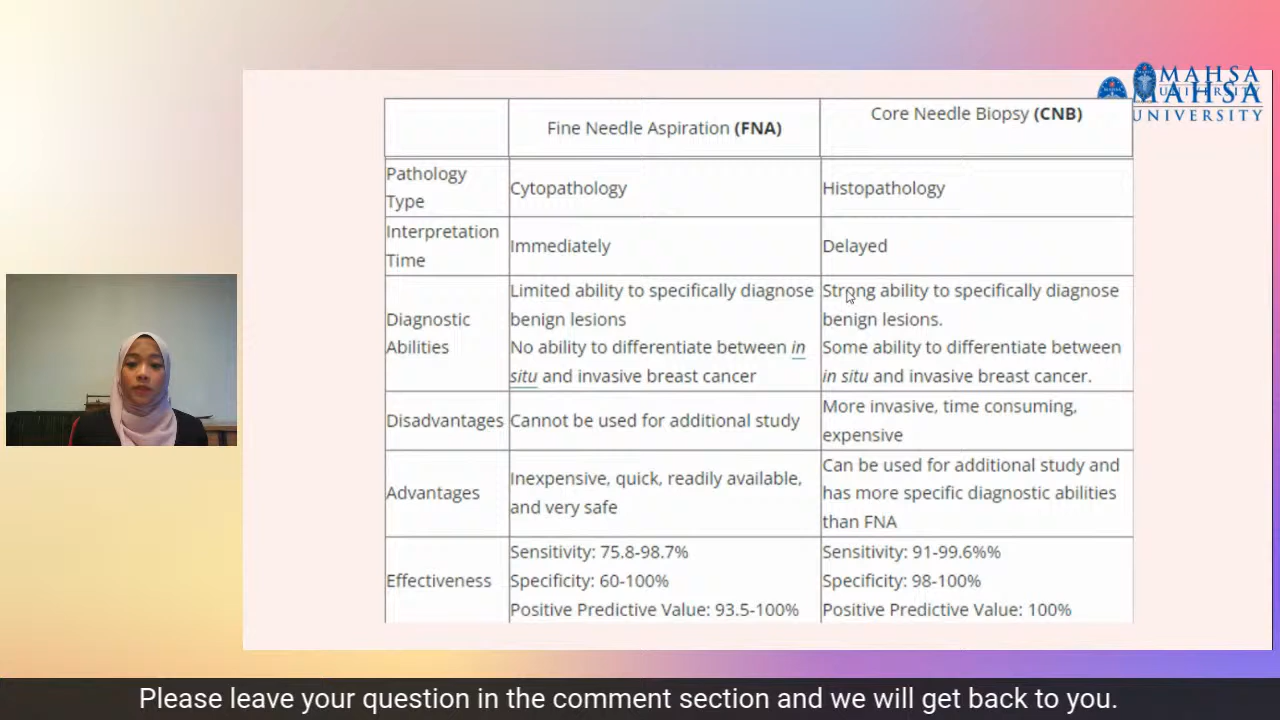 MAHSA
UNIVERSITY
MAHSA
UNIVERSITY
Fine Needle Aspiration (FNA)
Core Needle Biopsy (CNB)
Pathology
Type
Cytopathology
Histopathology
Interpretation
Time
Immediately
Delayed
Diagnostic
Abilities
Limited ability to specifically diagnose
benign lesions
No ability to differentiate between in
situ and invasive breast cancer
Strong ability to specifically diagnose
benign lesions.
Some ability to differentiate between
in situ and invasive breast cancer.
Disadvantages
Cannot be used for additional study
More invasive, time consuming,
expensive
Advantages
Inexpensive, quick, readily available,
and very safe
Can be used for additional study and
has more specific diagnostic abilities
than FNA
Effectiveness
Sensitivity: 75.8-98.7%
Specificity: 60-100%
Positive Predictive Value: 93.5-100%
Sensitivity: 91-99.6%%
Specificity: 98-100%
Positive Predictive Value: 100%
Please leave your question in the comment section and we will get back to you.